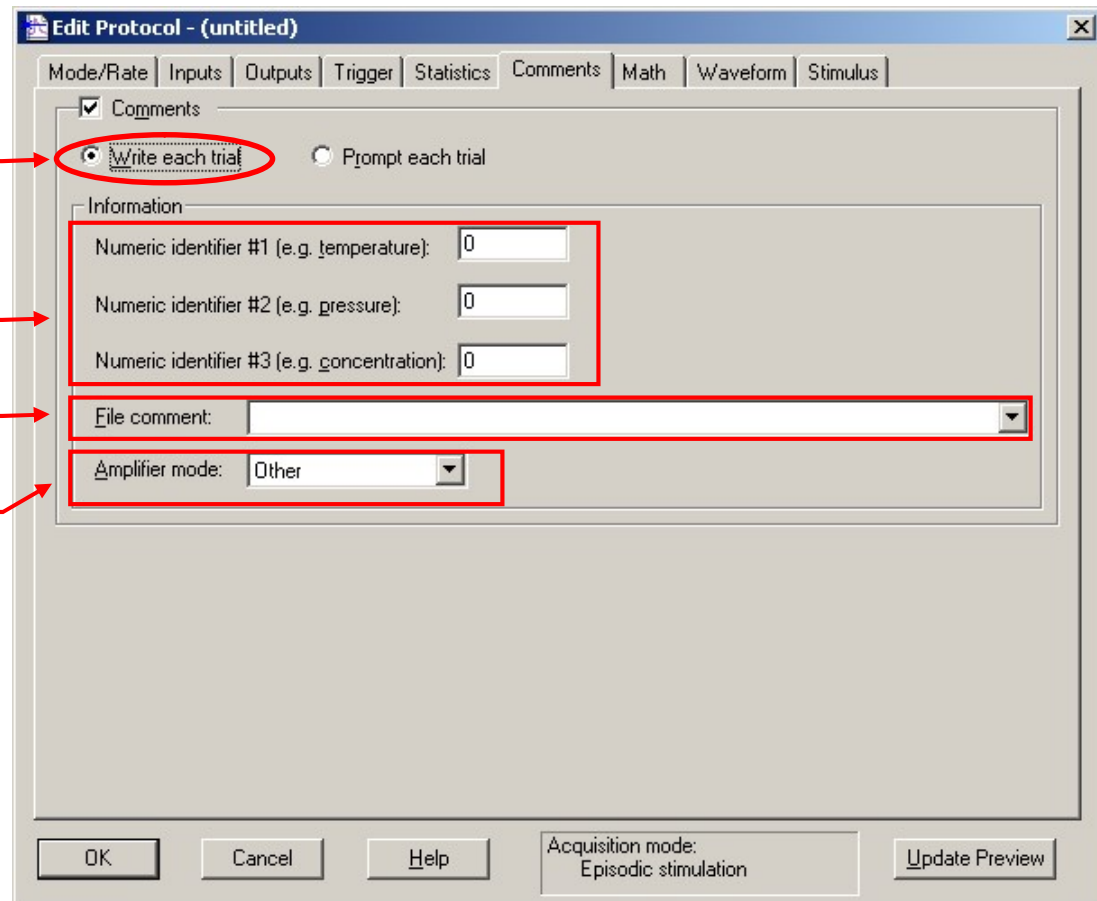 Edit Protocol - (untitled)
Mode/Rate Inputs Outputs Trigger Statistics Comments Math Waveform Stimulus
Comments
Write each trial Prompt each trial
Information
Numeric identifier #1 (e.g. temperature): 0
Numeric identifier #2 (e.g. pressure): 0
Numeric identifier #3 (e.g. concentration): 0
File comment:
Amplifier mode: Other
OK Cancel Help Acquisition mode: Update Preview
Episodic stimulation